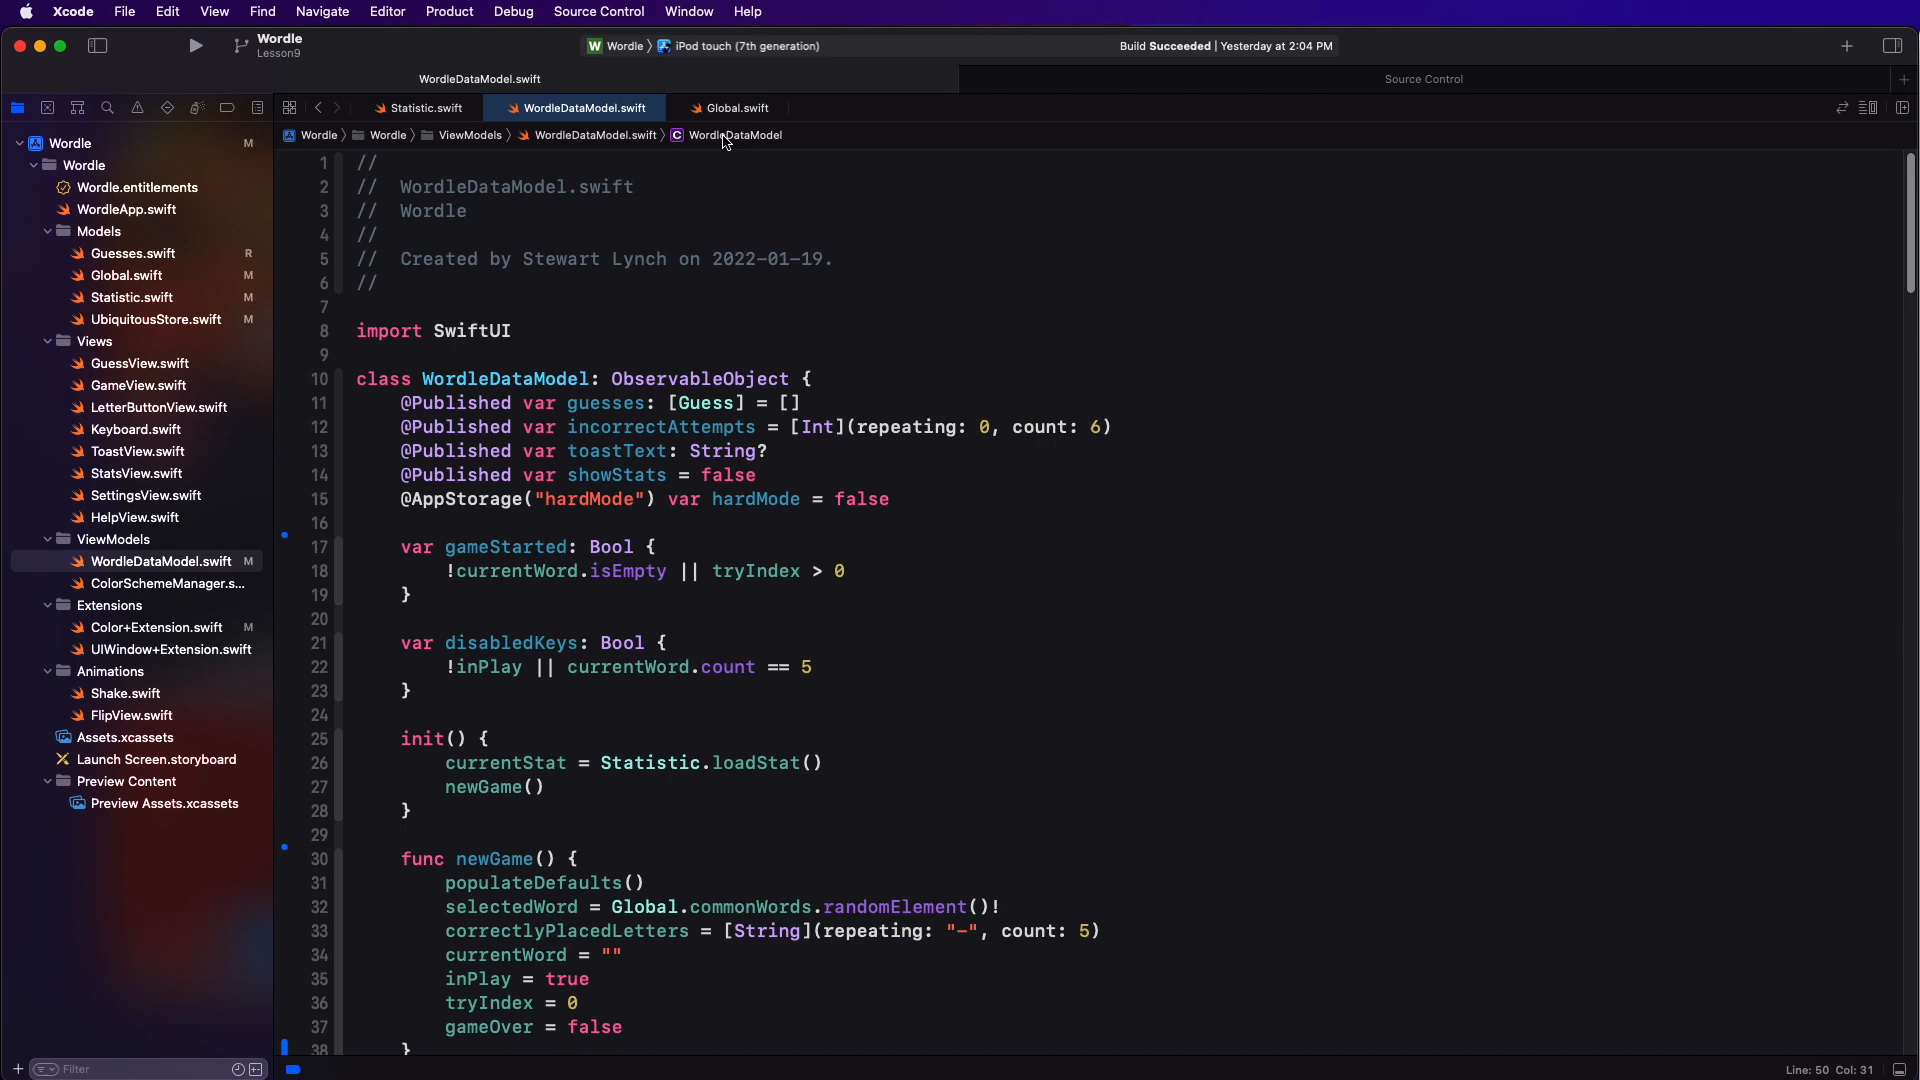 Xcode File Edit View Find Navigate Editor Product Debug Source Control Window Help
Wordle
Lesson9
W Wordle 〉 iPod touch (7th generation)
Build Succeeded | Yesterday at 2:04 PM
WordleDataModel.swift
Source Control
Statistic.swift
WordleDataModel.swift
Global.swift
Wordle 〉 Wordle 〉 ViewModels 〉 WordleDataModel.swift 〉 C WordleDataModel
Wordle M
Wordle
Wordle.entitlements
WordleApp.swift
Models
Guesses.swift R
Global.swift M
Statistic.swift M
UbiquitousStore.swift M
Views
GuessView.swift
GameView.swift
LetterButtonView.swift
Keyboard.swift
ToastView.swift
StatsView.swift
SettingsView.swift
HelpView.swift
ViewModels
WordleDataModel.swift M
ColorSchemeManager.s...
Extensions
Color+Extension.swift M
UIWindow+Extension.swift
Animations
Shake.swift
FlipView.swift
Assets.xcassets
Launch Screen.storyboard
Preview Content
Preview Assets.xcassets
Filter
1 //
2 // WordleDataModel.swift
3 // Wordle
4 //
5 // Created by Stewart Lynch on 2022-01-19.
6 //
7
8 import SwiftUI
9
10 class WordleDataModel: ObservableObject {
11 @Published var guesses: [Guess] = []
12 @Published var incorrectAttempts = [Int](repeating: 0, count: 6)
13 @Published var toastText: String?
14 @Published var showStats = false
15 @AppStorage("hardMode") var hardMode = false
16
17 var gameStarted: Bool {
18 !currentWord.isEmpty || tryIndex > 0
19 }
20
21 var disabledKeys: Bool {
22 !inPlay || currentWord.count == 5
23 }
24
25 init() {
26 currentStat = Statistic.loadStat()
27 newGame()
28 }
29
30 func newGame() {
31 populateDefaults()
32 selectedWord = Global.commonWords.randomElement()!
33 correctlyPlacedLetters = [String](repeating: "-", count: 5)
34 currentWord = ""
35 inPlay = true
36 tryIndex = 0
37 gameOver = false
38 }
Line: 50 Col: 31